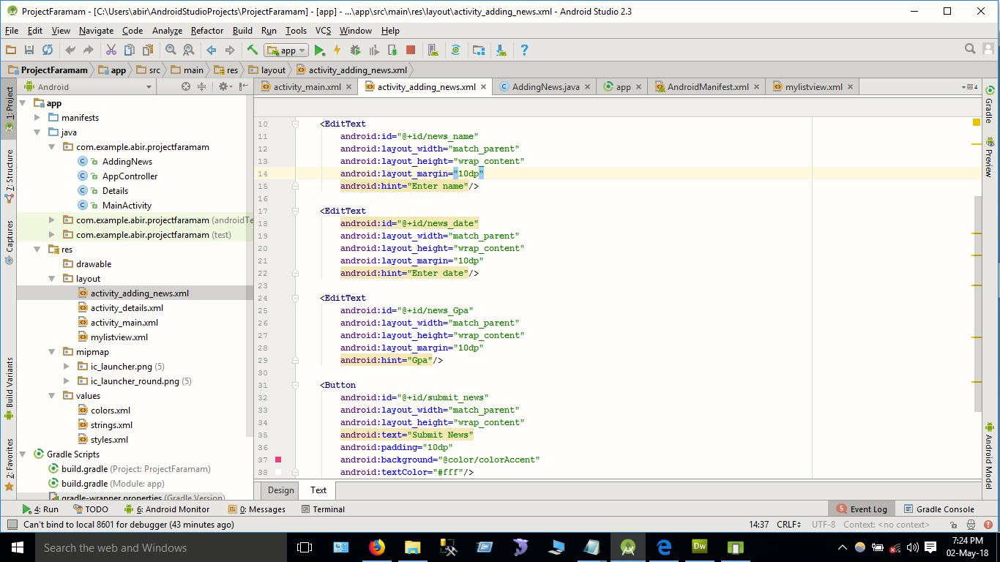 ProjectFaramam - [C:\Users\abir\AndroidStudioProjects\ProjectFaramam] - [app] - ...\app\src\main\res\layout\activity_adding_news.xml - Android Studio 2.3
File Edit View Navigate Code Analyze Refactor Build Run Tools VCS Window Help
app
ProjectFaramam app src main res layout activity_adding_news.xml
Android
activity_main.xml activity_adding_news.xml AddingNews.java app AndroidManifest.xml mylistview.xml 4
1: Project
7: Structure
Captures
Build Variants
2: Favorites
app
manifests
java
com.example.abir.projectfaramam
AddingNews
AppController
Details
MainActivity
com.example.abir.projectfaramam (androidTe
com.example.abir.projectfaramam (test)
res
drawable
layout
activity_adding_news.xml
activity_details.xml
activity_main.xml
mylistview.xml
mipmap
ic_launcher.png (5)
ic_launcher_round.png (5)
values
colors.xml
strings.xml
styles.xml
Gradle Scripts
build.gradle (Project: ProjectFaramam)
build.gradle (Module: app)
gradle-wrapper.properties (Gradle Version)
10 <EditText
11 android:id="@+id/news_name"
12 android:layout_width="match_parent"
13 android:layout_height="wrap_content"
14 android:layout_margin="10dp"
15 android:hint="Enter name"/>
16
17 <EditText
18 android:id="@+id/news_date"
19 android:layout_width="match_parent"
20 android:layout_height="wrap_content"
21 android:layout_margin="10dp"
22 android:hint="Enter date"/>
23
24 <EditText
25 android:id="@+id/news_Gpa"
26 android:layout_width="match_parent"
27 android:layout_height="wrap_content"
28 android:layout_margin="10dp"
29 android:hint="Gpa"/>
30
31 <Button
32 android:id="@+id/submit_news"
33 android:layout_width="match_parent"
34 android:layout_height="wrap_content"
35 android:text="Submit News"
36 android:padding="10dp"
37 android:background="@color/colorAccent"
38 android:textColor="#fff"/>
Gradle
Preview
Android Model
Design Text
4: Run TODO 6: Android Monitor 0: Messages Terminal 5 Event Log Gradle Console
Can't bind to local 8601 for debugger (43 minutes ago) 14:37 CRLF UTF-8 Context: <no context>
Search the web and Windows
Dw
7:24 PM
02-May-18